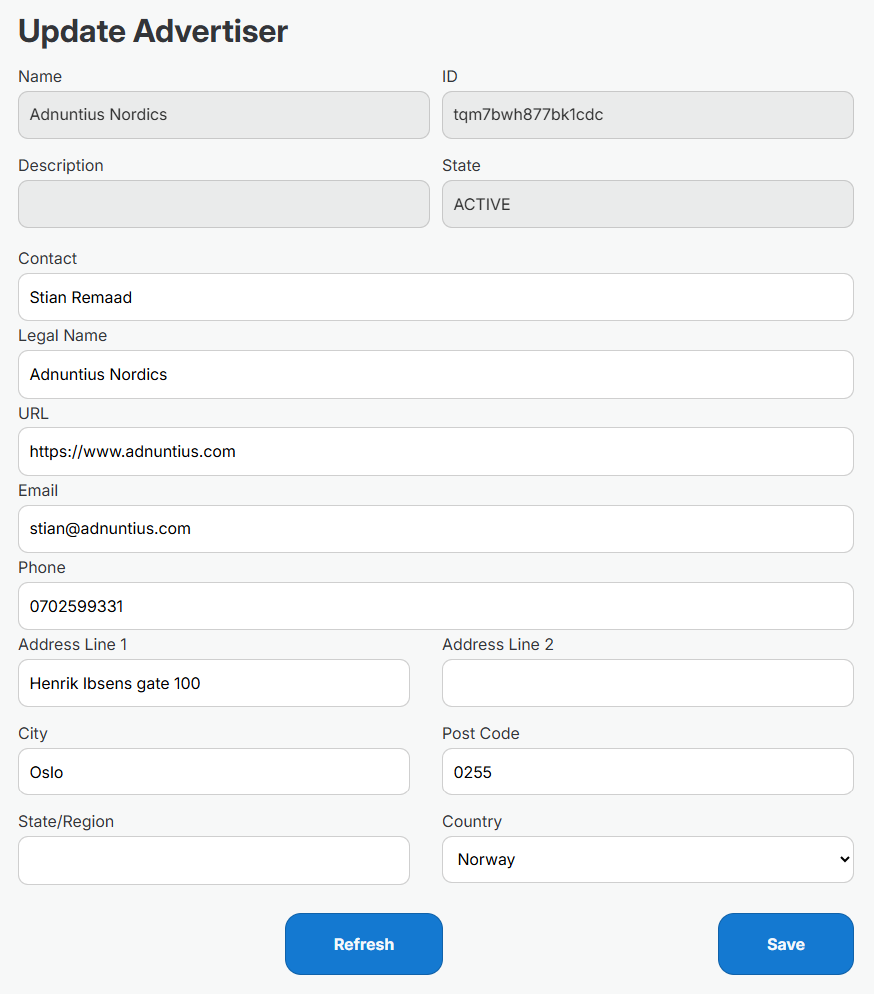 Update Advertiser
Name
ID
Adnuntius Nordics
tqm7bwh877bk1cdc
Description
State
ACTIVE
Contact
Stian Remaad
Legal Name
Adnuntius Nordics
URL
https://www.adnuntius.com
Email
stian@adnuntius.com
Phone
0702599331
Address Line 1
Address Line 2
Henrik Ibsens gate 100
City
Post Code
Oslo
0255
State/Region
Country
Norway
Refresh
Save